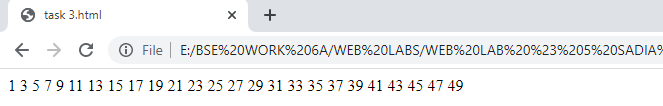 task 3.html
File | E:/BSE%20WORK%206A/WEB%20LABS/WEB%20LAB%20%23%205%20SADIA%
1 3 5 7 9 11 13 15 17 19 21 23 25 27 29 31 33 35 37 39 41 43 45 47 49